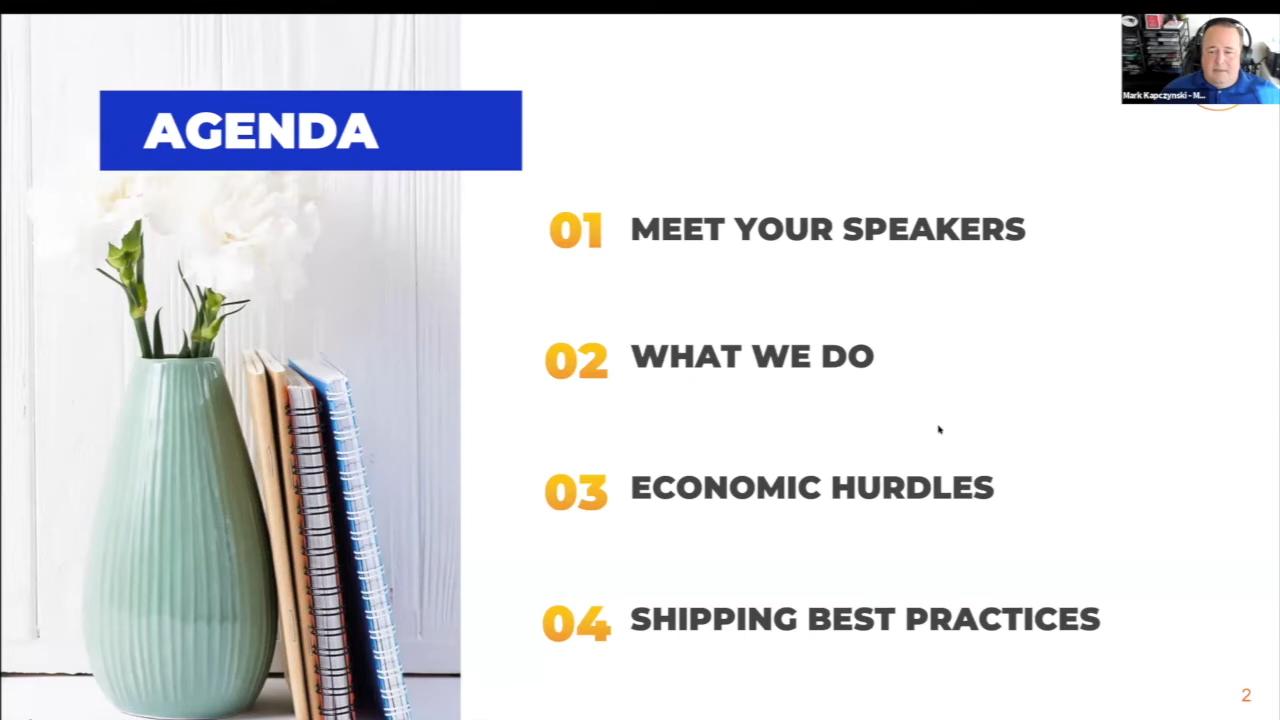 AGENDA
Mark Kapczynski - M...
01 MEET YOUR SPEAKERS
02 WHAT WE DO
03 ECONOMIC HURDLES
04 SHIPPING BEST PRACTICES
2